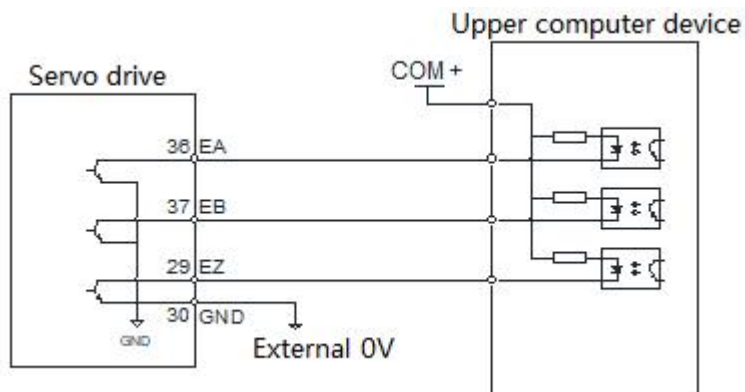 Upper computer device
Servo drive
COM +
36 EA
37 EB
29 EZ
30 GND
GND
External 0V